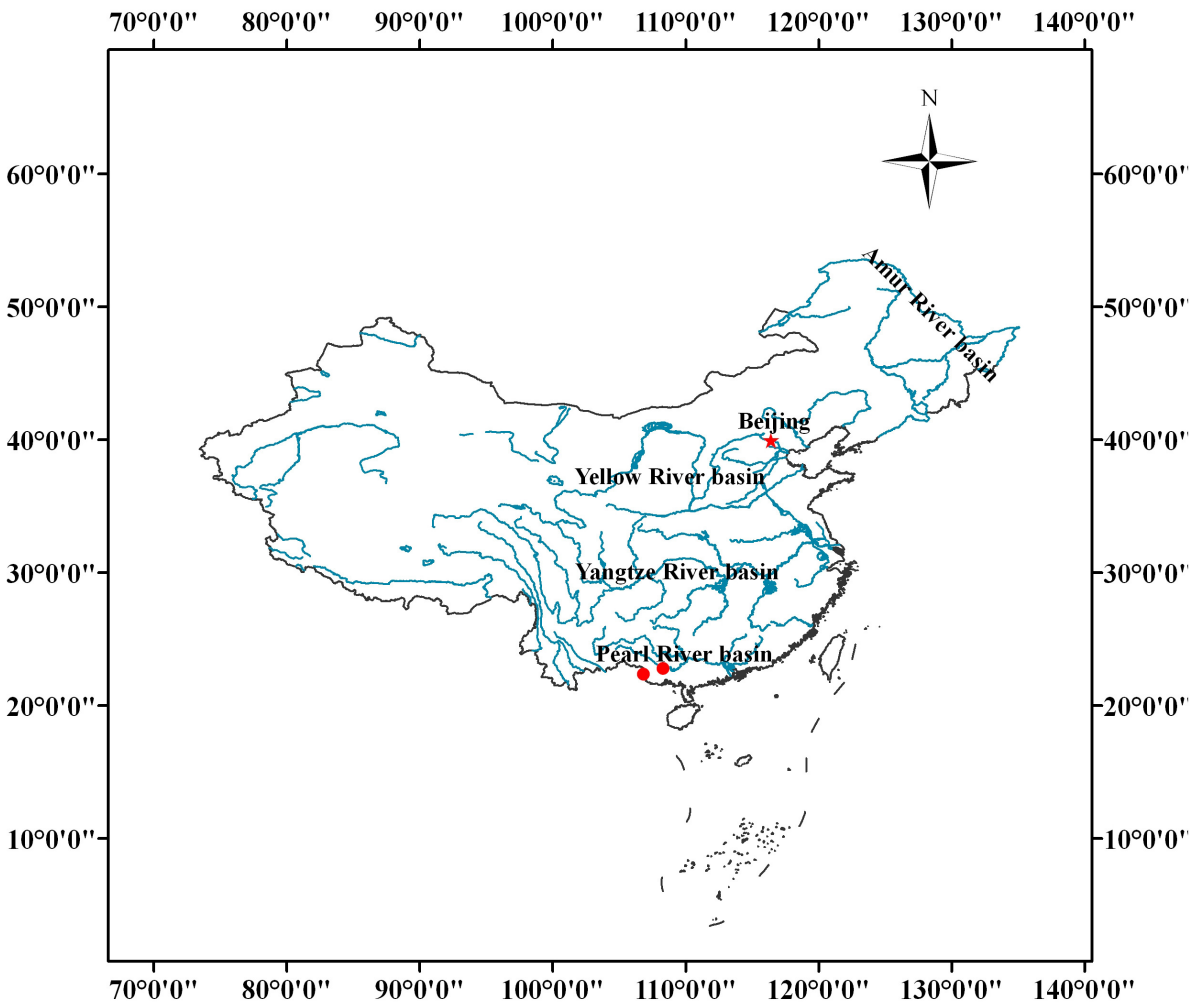 70°0'0" 80°0'0" 90°0'0" 100°0'0" 110°0'0" 120°0'0" 130°0'0" 140°0'0"
N
60°0'0" 60°0'0"
Amur River basin
50°0'0" 50°0'0"
Beijing
40°0'0" 40°0'0"
Yellow River basin
30°0'0" 30°0'0"
Yangtze River basin
Pearl River basin
20°0'0" 20°0'0"
10°0'0" 10°0'0"
70°0'0" 80°0'0" 90°0'0" 100°0'0" 110°0'0" 120°0'0" 130°0'0" 140°0'0"